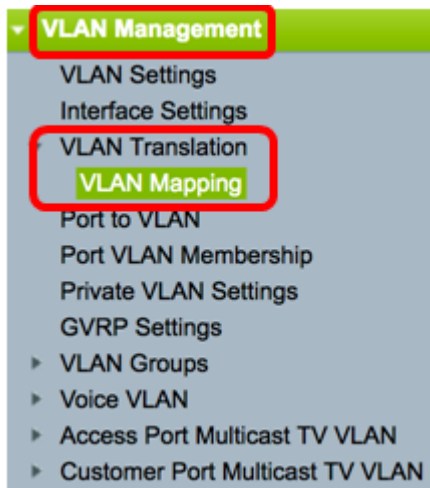 VLAN Management
VLAN Settings
Interface Settings
VLAN Translation
VLAN Mapping
Port to VLAN
Port VLAN Membership
Private VLAN Settings
GVRP Settings
VLAN Groups
Voice VLAN
Access Port Multicast TV VLAN
Customer Port Multicast TV VLAN